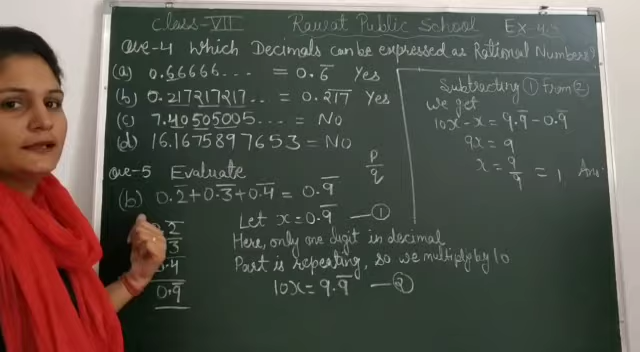 Class-VII Rawat Public School Ex-4.4
Que-4 Which Decimals can be expressed as Rational Numbers?
(a) 0.66666... = 0.6̅ Yes
(b) 0.217217217.. = 0.2̅1̅7̅ Yes
(c) 7.40505005... = No
(d) 16.1675897653 = No
Que-5 Evaluate
p/q
(b) 0.2̅ + 0.3̅ + 0.4̅ = 0.9̅
2̅
3̅
.4̅
0.9̅
Let x = 0.9̅ — ①
Here, only one digit in decimal
Part is repeating, so we multiply by 10
10x = 9.9̅ — ②
Subtracting ① From ②
We get
10x - x = 9.9̅ - 0.9̅
9x = 9
x = 9/9 = 1, Ans.